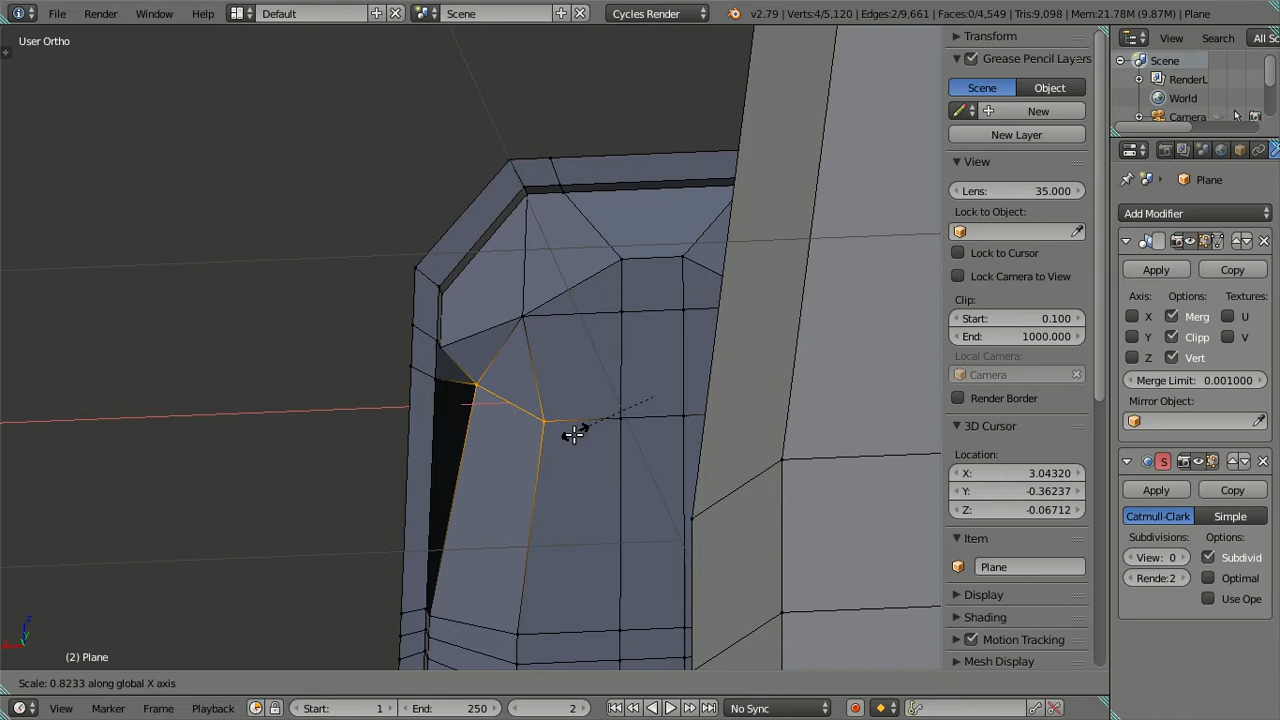 File Render Window Help Default Scene Cycles Render v2.79 | Verts:4/5,120 | Edges:2/9,661 | Faces:0/4,549 | Tris:9,098 | Mem:21.78M (9.87M) | Plane
User Ortho
Transform
Grease Pencil Layers
Scene Object
New
New Layer
View
Lens: 35.000
Lock to Object:
Lock to Cursor
Lock Camera to View
Clip:
Start: 0.100
End: 1000.000
Local Camera:
Camera
Render Border
3D Cursor
Location:
X: 3.04320
Y: -0.36237
Z: -0.06712
Item
Plane
Display
Shading
Motion Tracking
Mesh Display
View Search All Sc
Scene
RenderL
World
Camera
Plane
Add Modifier
Apply Copy
Axis: Options: Textures:
X Merg U
Y Clipp V
Z Vert
Merge Limit: 0.001000
Mirror Object:
S
Apply Copy
Catmull-Clark Simple
Subdivisions: Options:
View: 0 Subdivid
Rende:2 Optimal
Use Ope
(2) Plane
Scale: 0.8233 along global X axis
View Marker Frame Playback Start: 1 End: 250 2 No Sync